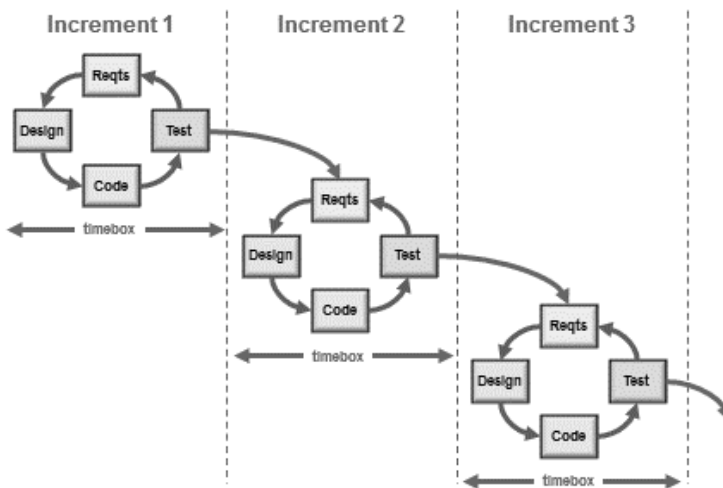 Increment 1
Increment 2
Increment 3
Reqts
Design
Test
Code
timebox
Reqts
Design
Test
Code
timebox
Reqts
Design
Test
Code
timebox